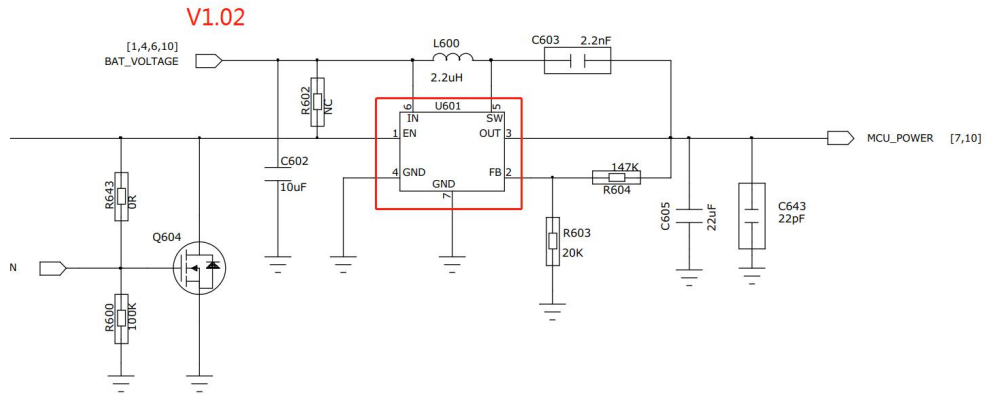 V1.02
[1,4,6,10]
BAT_VOLTAGE
L600
2.2uH
C603
2.2nF
R602
NC
U601
6
5
IN
SW
1
EN
OUT
3
4
GND
FB
2
GND
7
MCU_POWER
[7,10]
C602
10uF
147K
R604
R643
0R
Q604
R603
20K
C605
22uF
C643
22pF
N
R600
100K